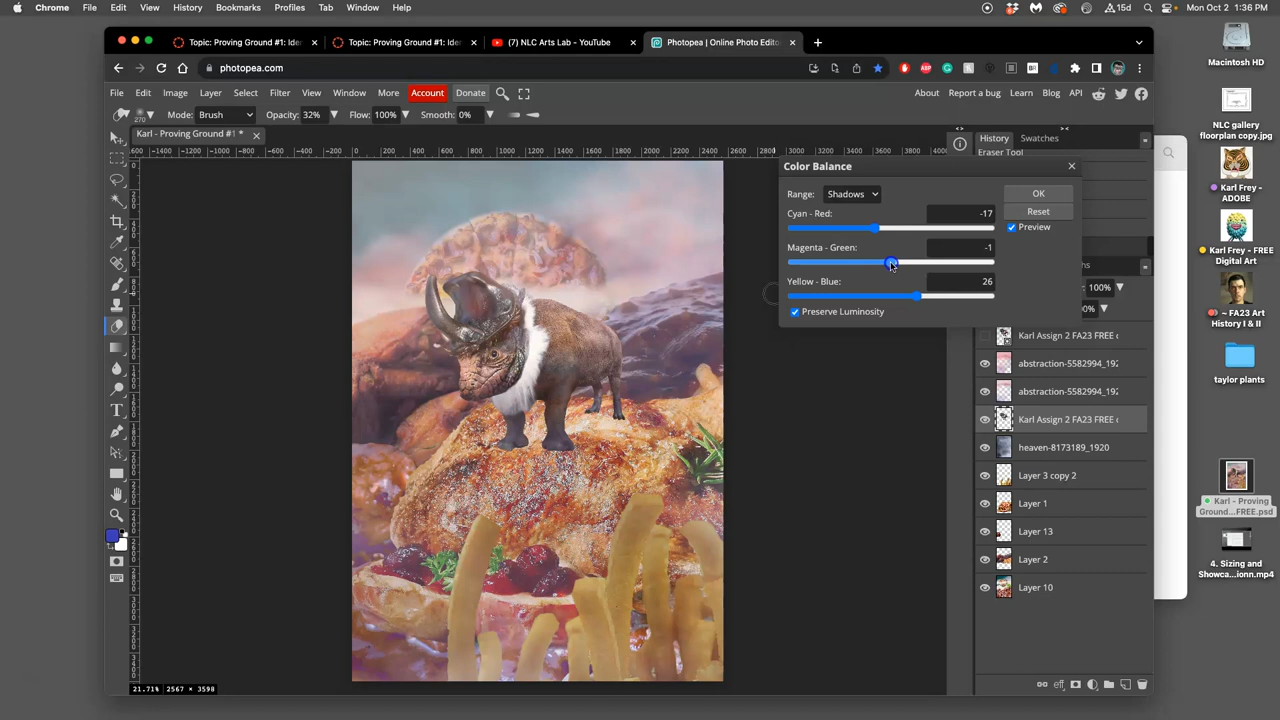 Chrome File Edit View History Bookmarks Profiles Tab Window Help 15d Mon Oct 2 1:36 PM
Topic: Proving Ground #1: Ide Topic: Proving Ground #1: Ide (7) NLC Arts Lab - YouTube Photopea | Online Photo Edito
photopea.com
File Edit Image Layer Select Filter View Window More Account Donate About Report a bug Learn Blog API
270 Mode: Brush Opacity: 32% Flow: 100% Smooth: 0%
Karl - Proving Ground #1 *
History Swatches
Eraser Tool
Color Balance
Range: Shadows OK
Cyan - Red: -17 Reset
Preview
Magenta - Green: -1
Yellow - Blue: 26
Preserve Luminosity
100%
Karl Assign 2 FA23 FREE c
abstraction-5582994_192
abstraction-5582994_192
Karl Assign 2 FA23 FREE c
heaven-8173189_1920
Layer 3 copy 2
Layer 1
Layer 13
Layer 2
Layer 10
21.71% 2567 × 3598
Macintosh HD
NLC gallery
floorplan copy.jpg
Karl Frey -
ADOBE
Karl Frey - FREE
Digital Art
~ FA23 Art
History I & II
taylor plants
Karl - Proving
Ground...FREE.psd
4. Sizing and
Showca...ionn.mp4